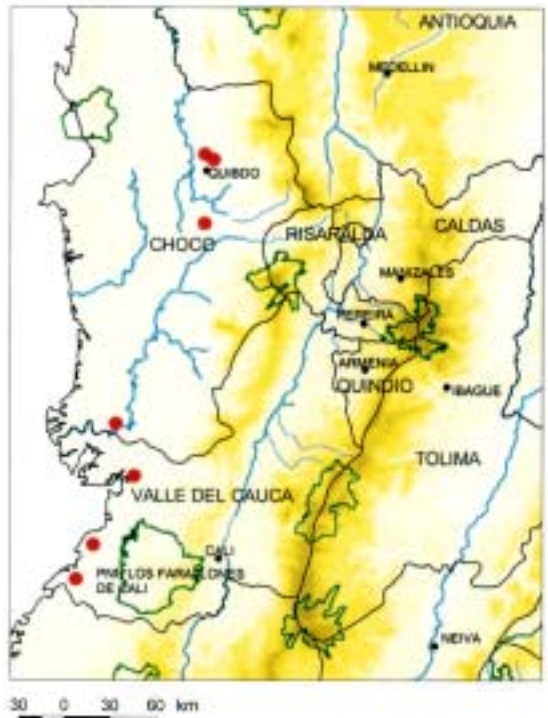 ANTIOQUIA
MEDELLIN
QUIBDO
CHOCO
RISARALDA
CALDAS
MANIZALES
PEREIRA
ARMENIA
QUINDIO
IBAGUE
TOLIMA
VALLE DEL CAUCA
CALI
PNN LOS FARALLONES
DE CALI
NEIVA
30 0 30 60 km